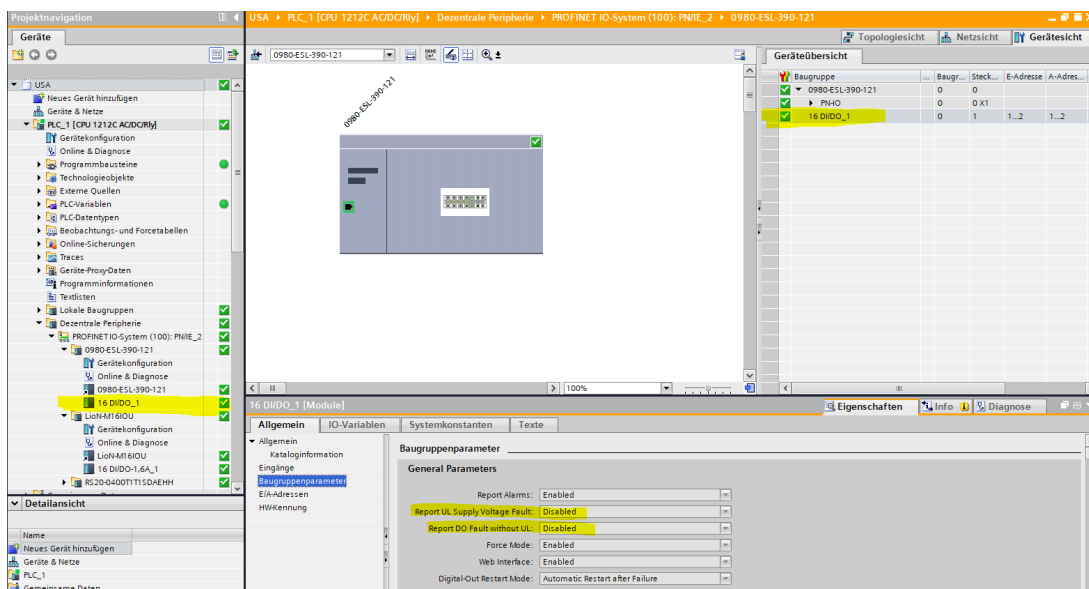 Projektnavigation
USA ▸ PLC_1 [CPU 1212C AC/DC/Rly] ▸ Dezentrale Peripherie ▸ PROFINET IO-System (100): PN/IE_2 ▸ 0980-ESL-390-121
Geräte
Topologiesicht
Netzsicht
Gerätesicht
0980-ESL-390-121
Geräteübersicht
USA
Neues Gerät hinzufügen
Geräte & Netze
PLC_1 [CPU 1212C AC/DC/Rly]
Gerätekonfiguration
Online & Diagnose
Programmbausteine
Technologieobjekte
Externe Quellen
PLC-Variablen
PLC-Datentypen
Beobachtungs- und Forcetabellen
Online-Sicherungen
Traces
Geräte-Proxy-Daten
Programminformationen
Textlisten
Lokale Baugruppen
Dezentrale Peripherie
PROFINET IO-System (100): PN/IE_2
0980-ESL-390-121
Gerätekonfiguration
Online & Diagnose
0980-ESL-390-121
16 DI/DO_1
LioN-M16IOU
Gerätekonfiguration
Online & Diagnose
LioN-M16IOU
16 DI/DO-1,6A_1
RS20-0400T1T1SDAEHH
0980-ESL-390-121
100%
Baugruppe ... Baugr... Steck... E-Adresse A-Adres...
0980-ESL-390-121 0 0
PN-IO 0 0 X1
16 DI/DO_1 0 1 1...2 1...2
Detailansicht
Name
Neues Gerät hinzufügen
Geräte & Netze
PLC_1
Gemeinsame Daten
16 DI/DO_1 [Module]
Eigenschaften
Info
Diagnose
Allgemein
IO-Variablen
Systemkonstanten
Texte
Allgemein
Kataloginformation
Eingänge
Baugruppenparameter
E/A-Adressen
HW-Kennung
Baugruppenparameter
General Parameters
Report Alarms: Enabled
Report UL Supply Voltage Fault: Disabled
Report DO Fault without UL: Disabled
Force Mode: Enabled
Web Interface: Enabled
Digital-Out Restart Mode: Automatic Restart after Failure